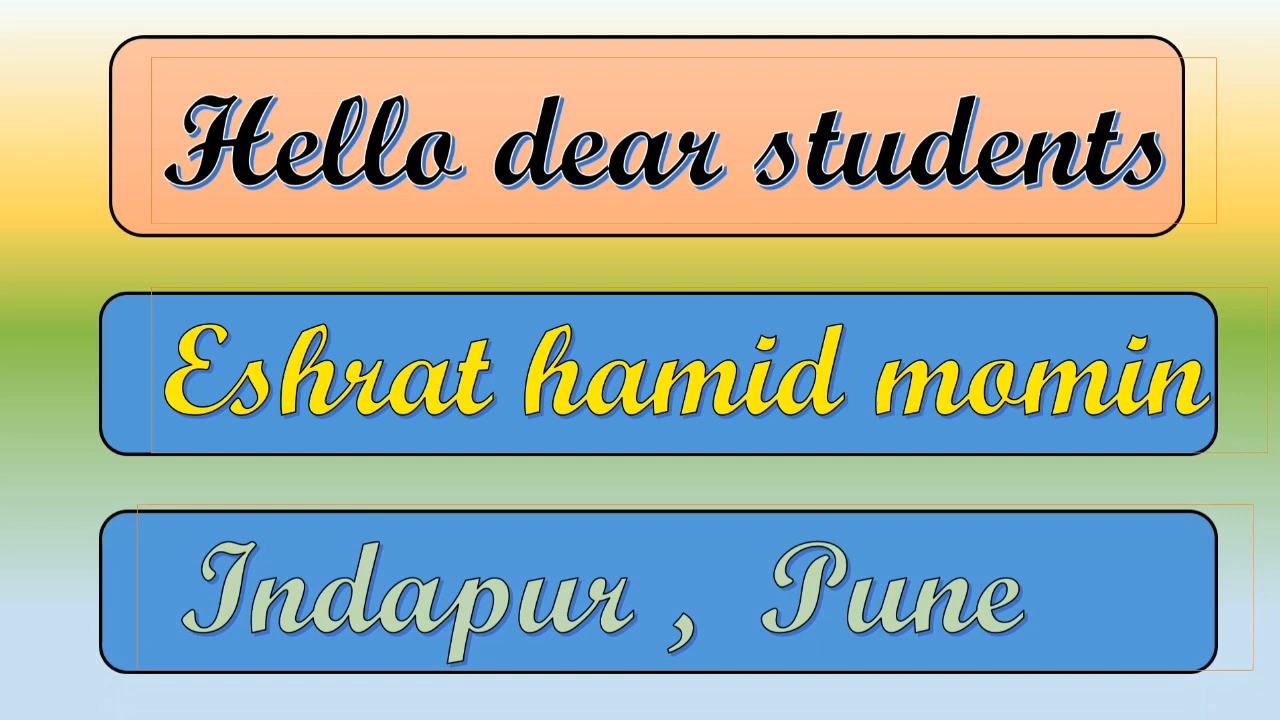 Hello dear students
Eshrat hamid momin
Indapur , Pune